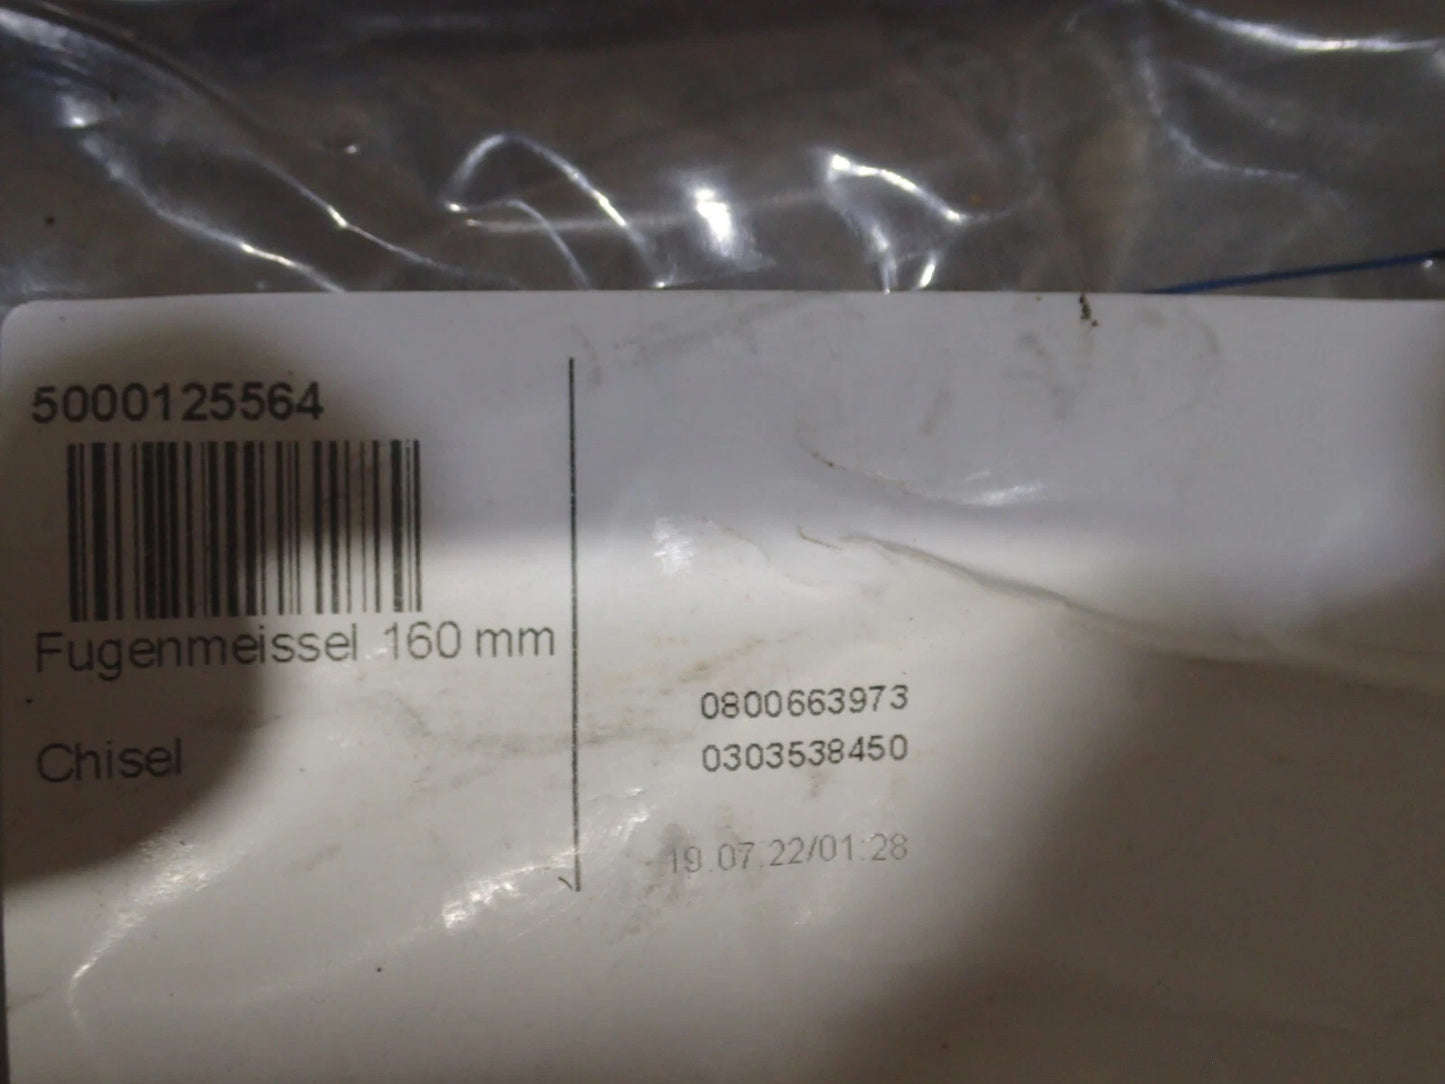 5000125564
Fugenmeissel 160 mm
Chisel
0800663973
0303538450
19.07.22/01:28